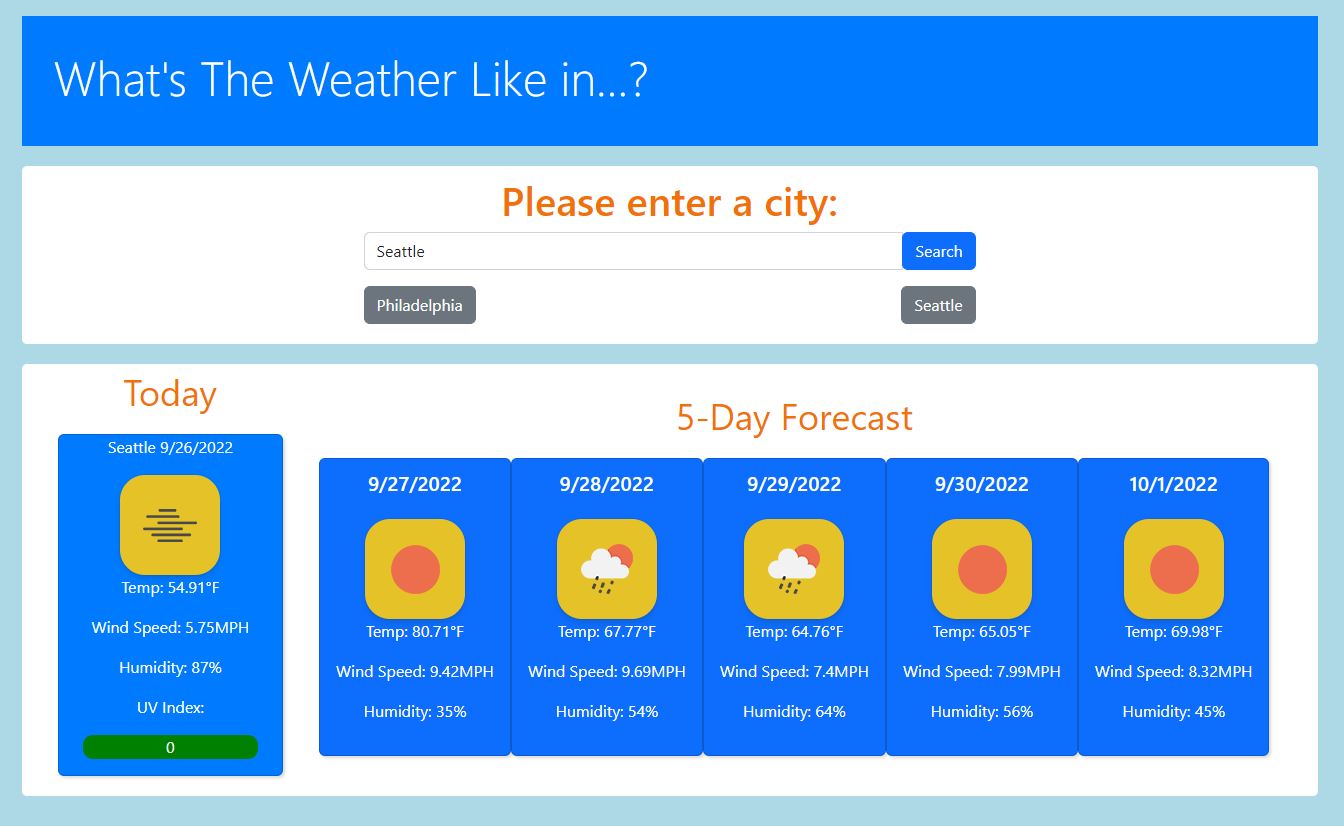 What's The Weather Like in...?
Please enter a city:
Seattle
Search
Philadelphia
Seattle
Today
Seattle 9/26/2022
Temp: 54.91°F
Wind Speed: 5.75MPH
Humidity: 87%
UV Index:
0
5-Day Forecast
9/27/2022
Temp: 80.71°F
Wind Speed: 9.42MPH
Humidity: 35%
9/28/2022
Temp: 67.77°F
Wind Speed: 9.69MPH
Humidity: 54%
9/29/2022
Temp: 64.76°F
Wind Speed: 7.4MPH
Humidity: 64%
9/30/2022
Temp: 65.05°F
Wind Speed: 7.99MPH
Humidity: 56%
10/1/2022
Temp: 69.98°F
Wind Speed: 8.32MPH
Humidity: 45%